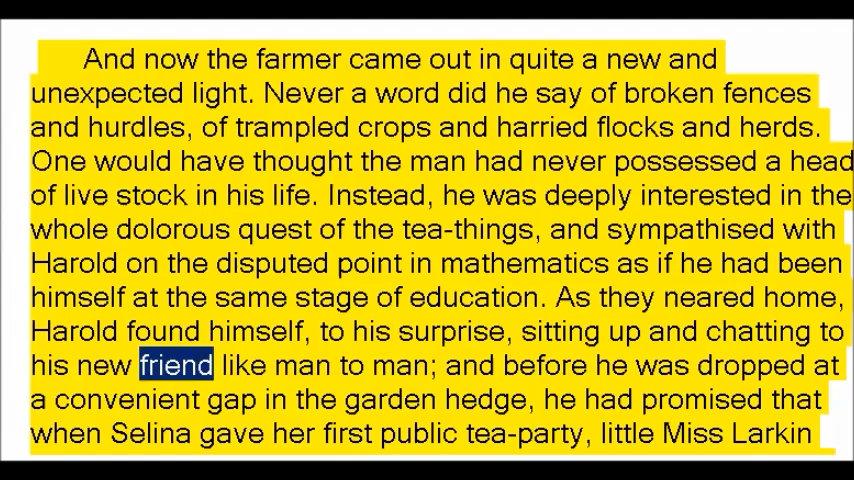 And now the farmer came out in quite a new and
unexpected light. Never a word did he say of broken fences
and hurdles, of trampled crops and harried flocks and herds.
One would have thought the man had never possessed a head
of live stock in his life. Instead, he was deeply interested in the
whole dolorous quest of the tea-things, and sympathised with
Harold on the disputed point in mathematics as if he had been
himself at the same stage of education. As they neared home,
Harold found himself, to his surprise, sitting up and chatting to
his new friend like man to man; and before he was dropped at
a convenient gap in the garden hedge, he had promised that
when Selina gave her first public tea-party, little Miss Larkin